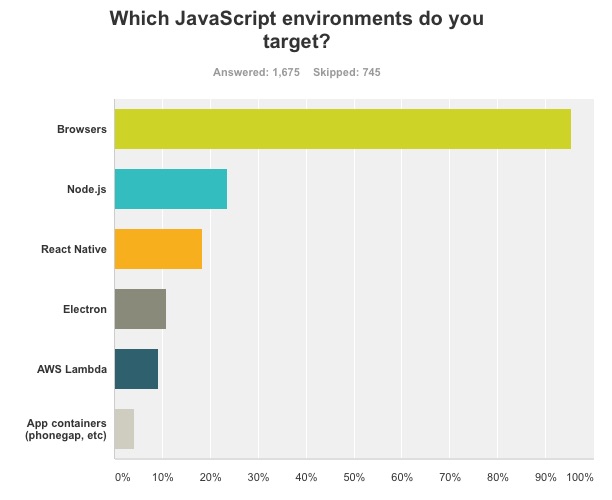 Which JavaScript environments do you
target?
Answered: 1,675 Skipped: 745
Browsers
Node.js
React Native
Electron
AWS Lambda
App containers
(phonegap, etc)
0% 10% 20% 30% 40% 50% 60% 70% 80% 90% 100%